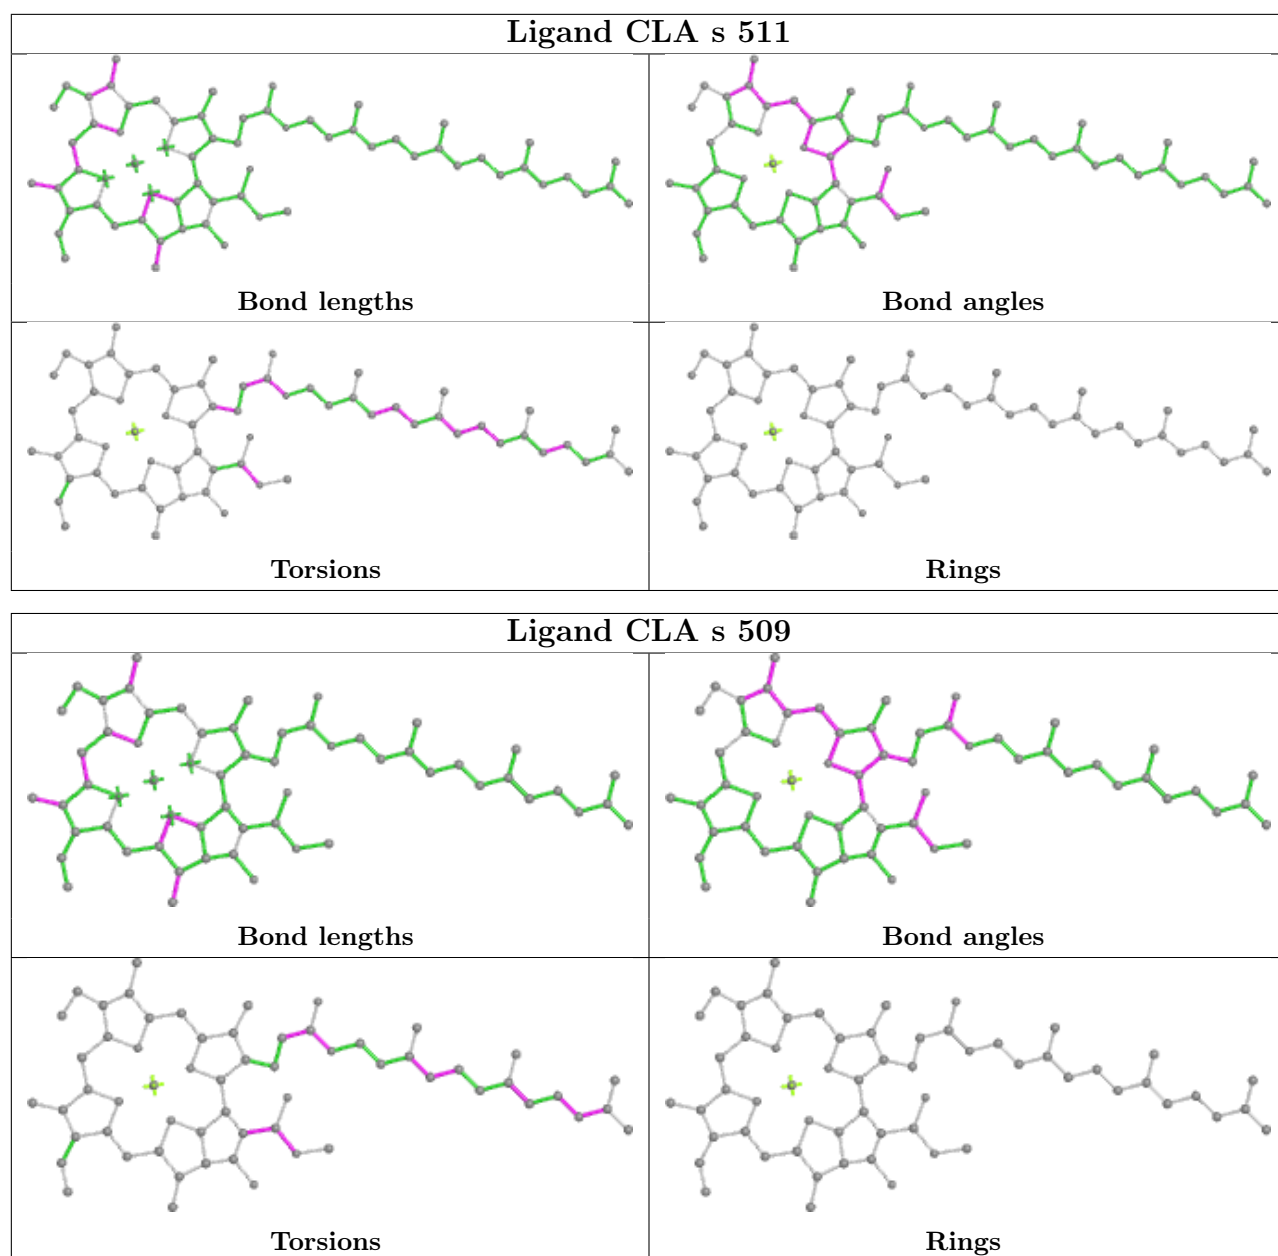 Ligand CLA s 511
Bond lengths
Bond angles
Torsions
Rings
Ligand CLA s 509
Bond lengths
Bond angles
Torsions
Rings